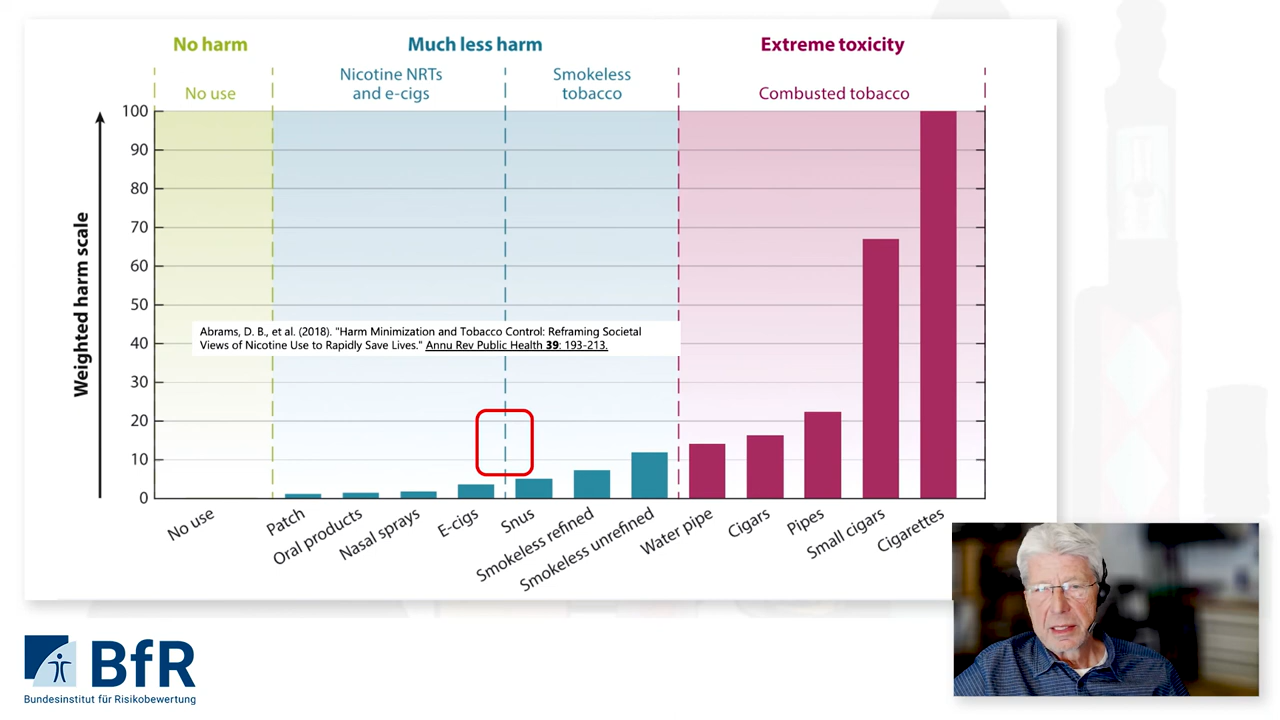 No harm
Much less harm
Extreme toxicity
No use
Nicotine NRTs
and e-cigs
Smokeless
tobacco
Combusted tobacco
Weighted harm scale
100
90
80
70
60
50
40
30
20
10
0
Abrams, D. B., et al. (2018). "Harm Minimization and Tobacco Control: Reframing Societal
Views of Nicotine Use to Rapidly Save Lives." Annu Rev Public Health 39: 193-213.
No use
Patch
Oral products
Nasal sprays
E-cigs
Snus
Smokeless refined
Smokeless unrefined
Water pipe
Cigars
Pipes
Small cigars
Cigarettes
BfR
Bundesinstitut für Risikobewertung